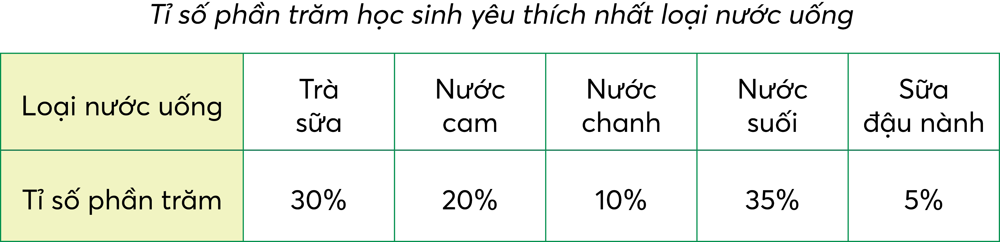 Tỉ số phần trăm học sinh yêu thích nhất loại nước uống
Loại nước uống
Trà
sữa
Nước
cam
Nước
chanh
Nước
suối
Sữa
đậu nành
Tỉ số phần trăm
30%
20%
10%
35%
5%